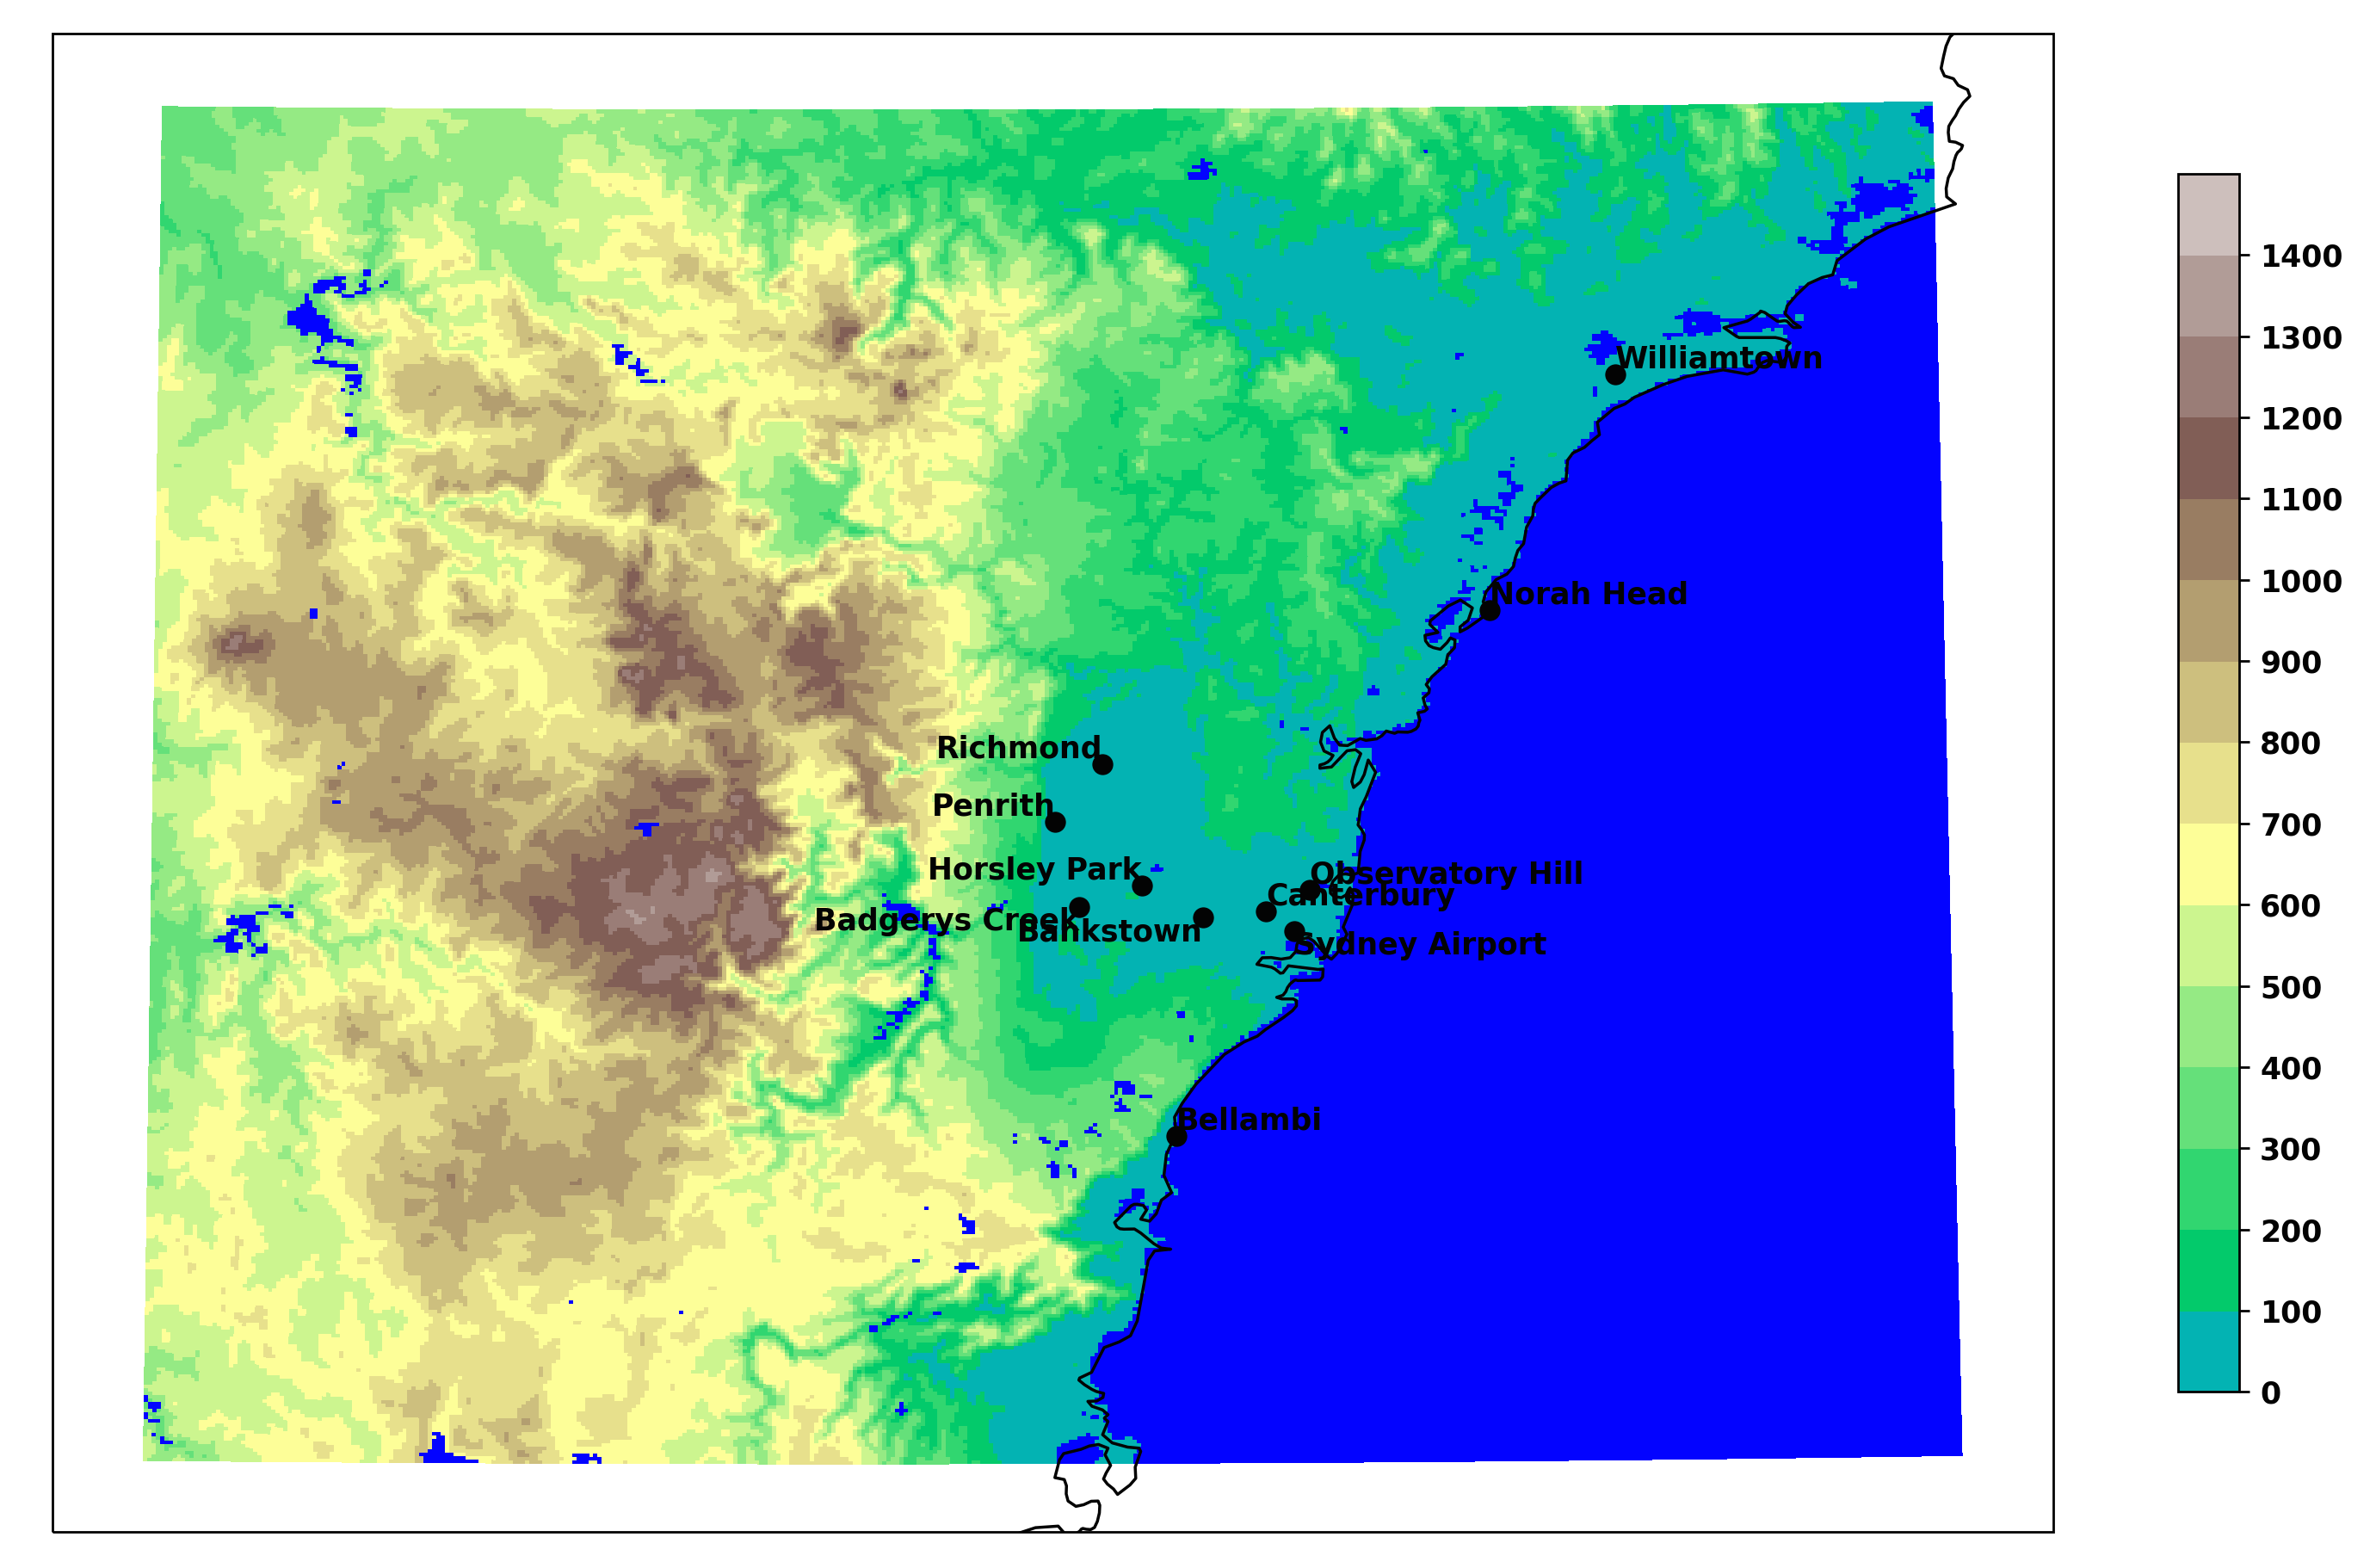 Williamtown
Norah Head
Richmond
Penrith
Horsley Park
Observatory Hill
Canterbury
Badgerys Creek
Bankstown
Sydney Airport
Bellambi
1400
1300
1200
1100
1000
900
800
700
600
500
400
300
200
100
0